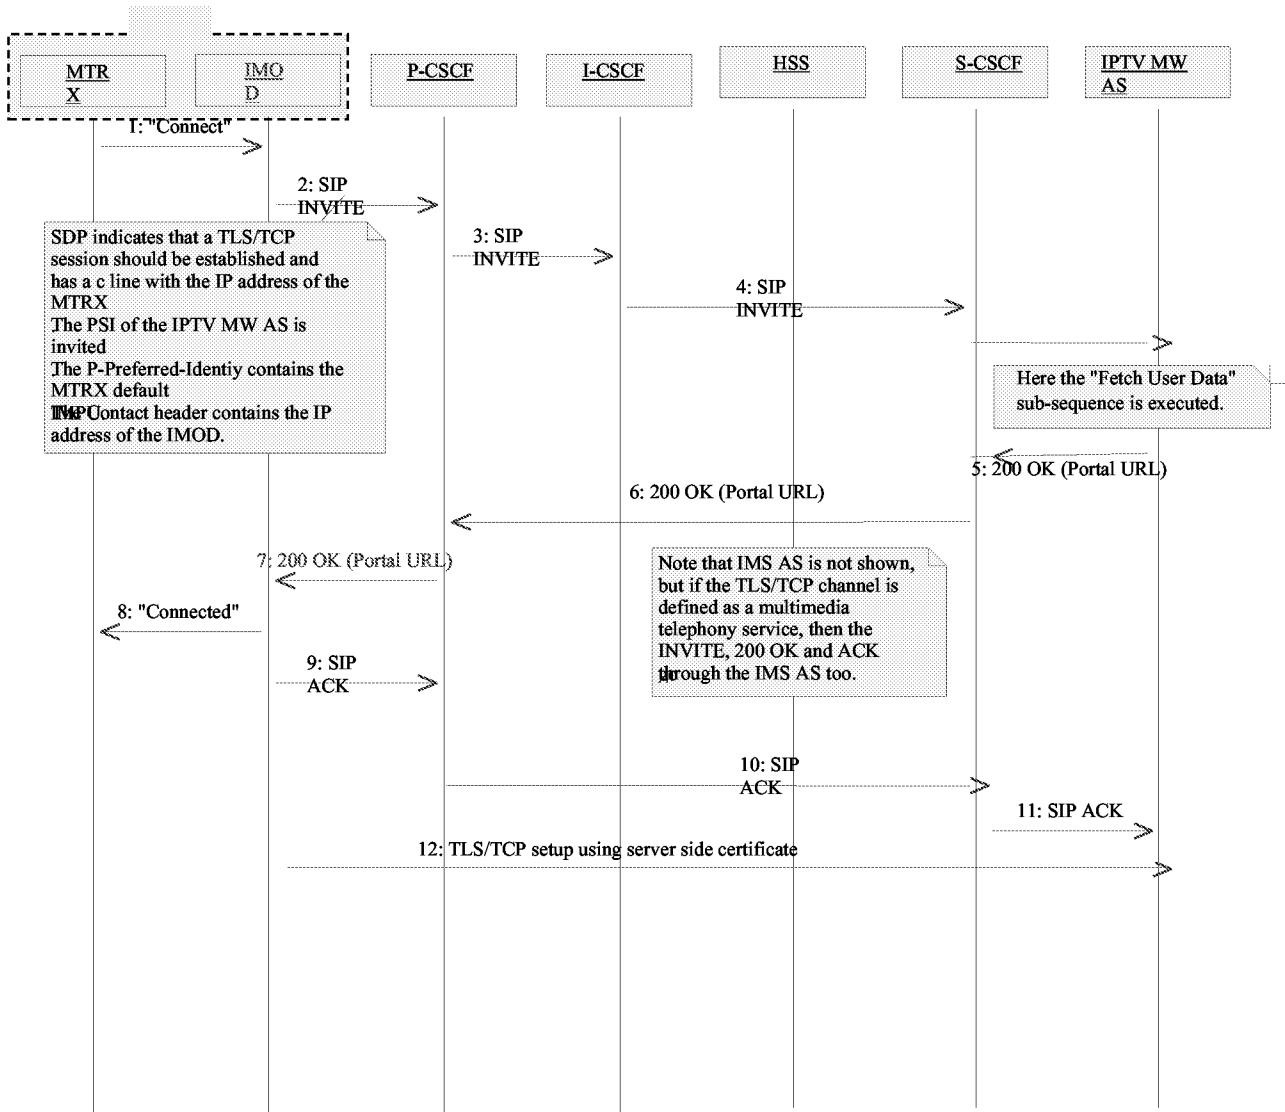 MTR
X
IMO
D
P-CSCF
I-CSCF
HSS
S-CSCF
IPTV MW
AS
1: "Connect"
2: SIP
INVITE
SDP indicates that a TLS/TCP
session should be established and
has a c line with the IP address of the
MTRX
.The PSI of the IPTV MW AS is
invited
.The P-Preferred-Identiy contains the
MTRX default
IMPU
The Contact header contains the IP
address of the IMOD.
3: SIP
INVITE
4: SIP
INVITE
Here the "Fetch User Data"
sub-sequence is executed.
5: 200 OK (Portal URL)
6: 200 OK (Portal URL)
7: 200 OK (Portal URL)
8: "Connected"
Note that IMS AS is not shown,
but if the TLS/TCP channel is
defined as a multimedia
telephony service, then the
INVITE, 200 OK and ACK
through the IMS AS too.
9: SIP
ACK
10: SIP
ACK
11: SIP ACK
12: TLS/TCP setup using server side certificate